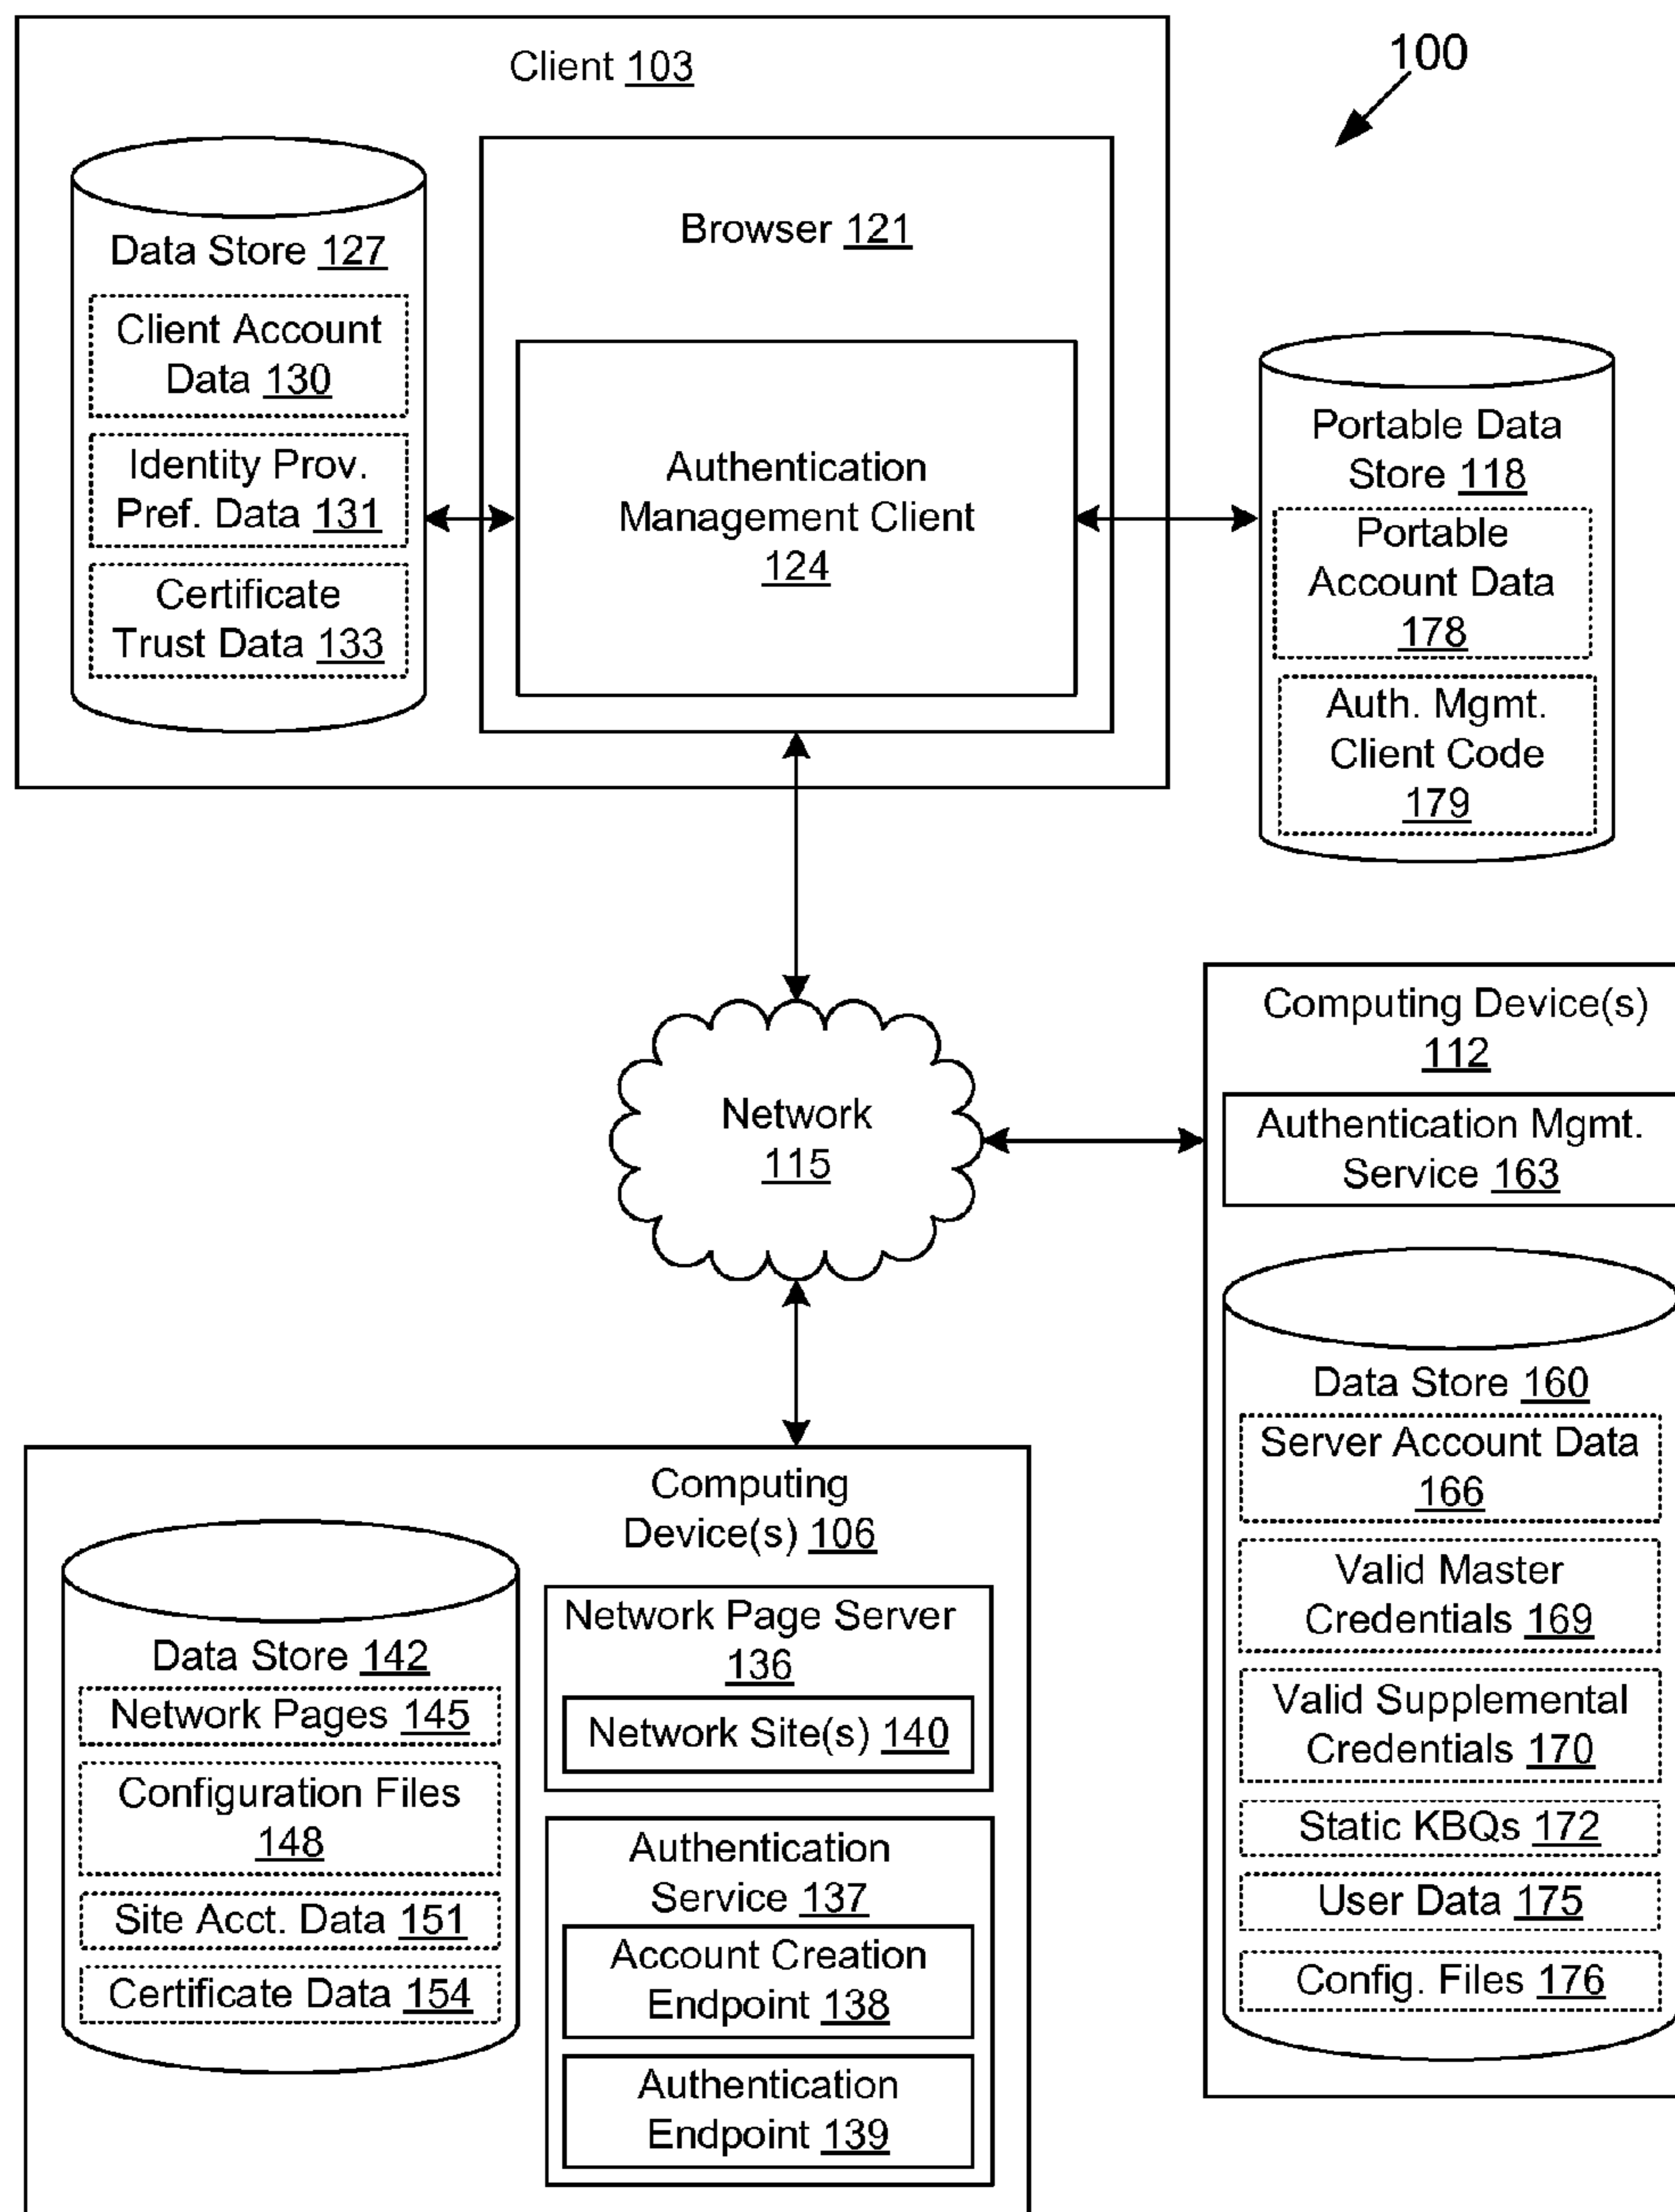 100
Client 103
Data Store 127
Client Account
Data 130
Identity Prov.
Pref. Data 131
Certificate
Trust Data 133
Browser 121
Authentication
Management Client
124
Portable Data
Store 118
Portable
Account Data
178
Auth. Mgmt.
Client Code
179
Network
115
Computing Device(s)
112
Authentication Mgmt.
Service 163
Data Store 160
Server Account Data
166
Valid Master
Credentials 169
Valid Supplemental
Credentials 170
Static KBQs 172
User Data 175
Config. Files 176
Computing
Device(s) 106
Data Store 142
Network Pages 145
Configuration Files
148
Site Acct. Data 151
Certificate Data 154
Network Page Server
136
Network Site(s) 140
Authentication
Service 137
Account Creation
Endpoint 138
Authentication
Endpoint 139